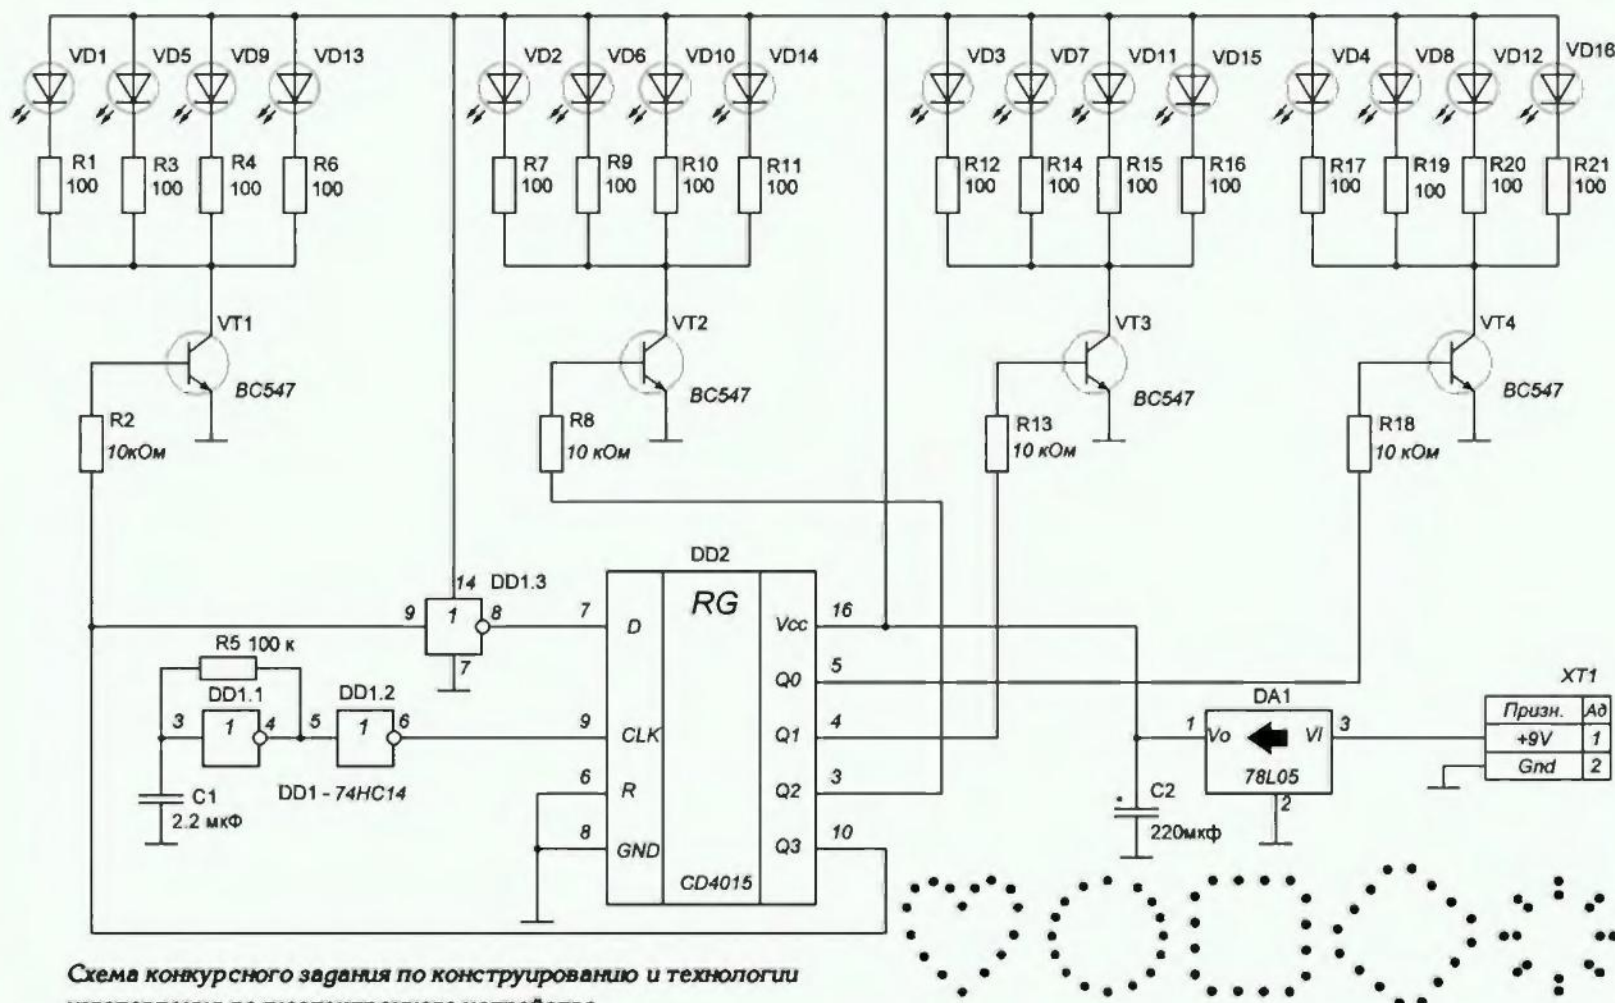 VD1 VD5 VD9 VD13 VD2 VD6 VD10 VD14 VD3 VD7 VD11 VD15 VD4 VD8 VD12 VD16
R1 100 R3 100 R4 100 R6 100 R7 100 R9 100 R10 100 R11 100 R12 100 R14 100 R15 100 R16 100 R17 100 R19 100 R20 100 R21 100
VT1 VT2 VT3 VT4
BC547 BC547 BC547 BC547
R2 R8 R13 R18
10кОм 10 кОм 10 кОм 10 кОм
DD2
14 DD1.3
9 1 8 7 D RG Vcc 16
7
R5 100 к
Q0 5
DD1.1 DD1.2
3 1 4 5 1 6 9 CLK Q1 4
C1
2.2 мкФ
DD1 - 74HC14
6 R Q2 3
8 GND Q3 10
CD4015
DA1
1 Vo VI 3
78L05
2
C2
220мкф
XT1
Призн. Ад
+9V 1
Gnd 2
Схема конкурсного задания по конструированию и технологии